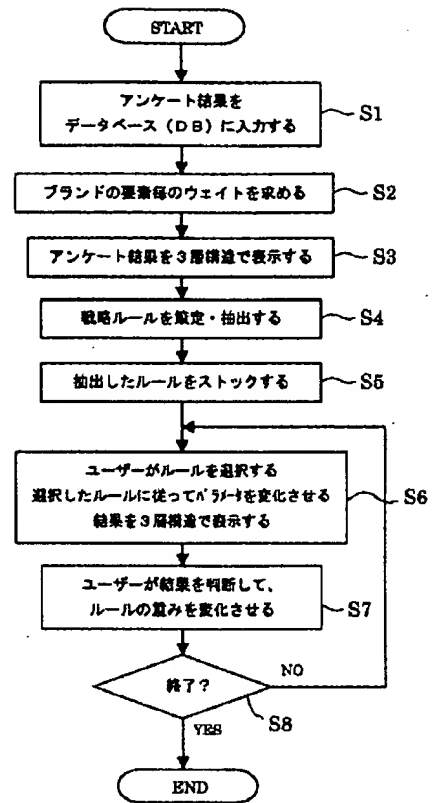 START
アンケート結果を
データベース(DB)に入力する
S1
ブランドの要素毎のウェイトを求める
S2
アンケート結果を3層構造で表示する
S3
戦略ルールを設定・抽出する
S4
抽出したルールをストックする
S5
ユーザーがルールを選択する
選択したルールに従ってパラメータを変化させる
結果を3層構造で表示する
S6
ユーザーが結果を判断して、
ルールの重みを変化させる
S7
終了?
NO
S8
YES
END